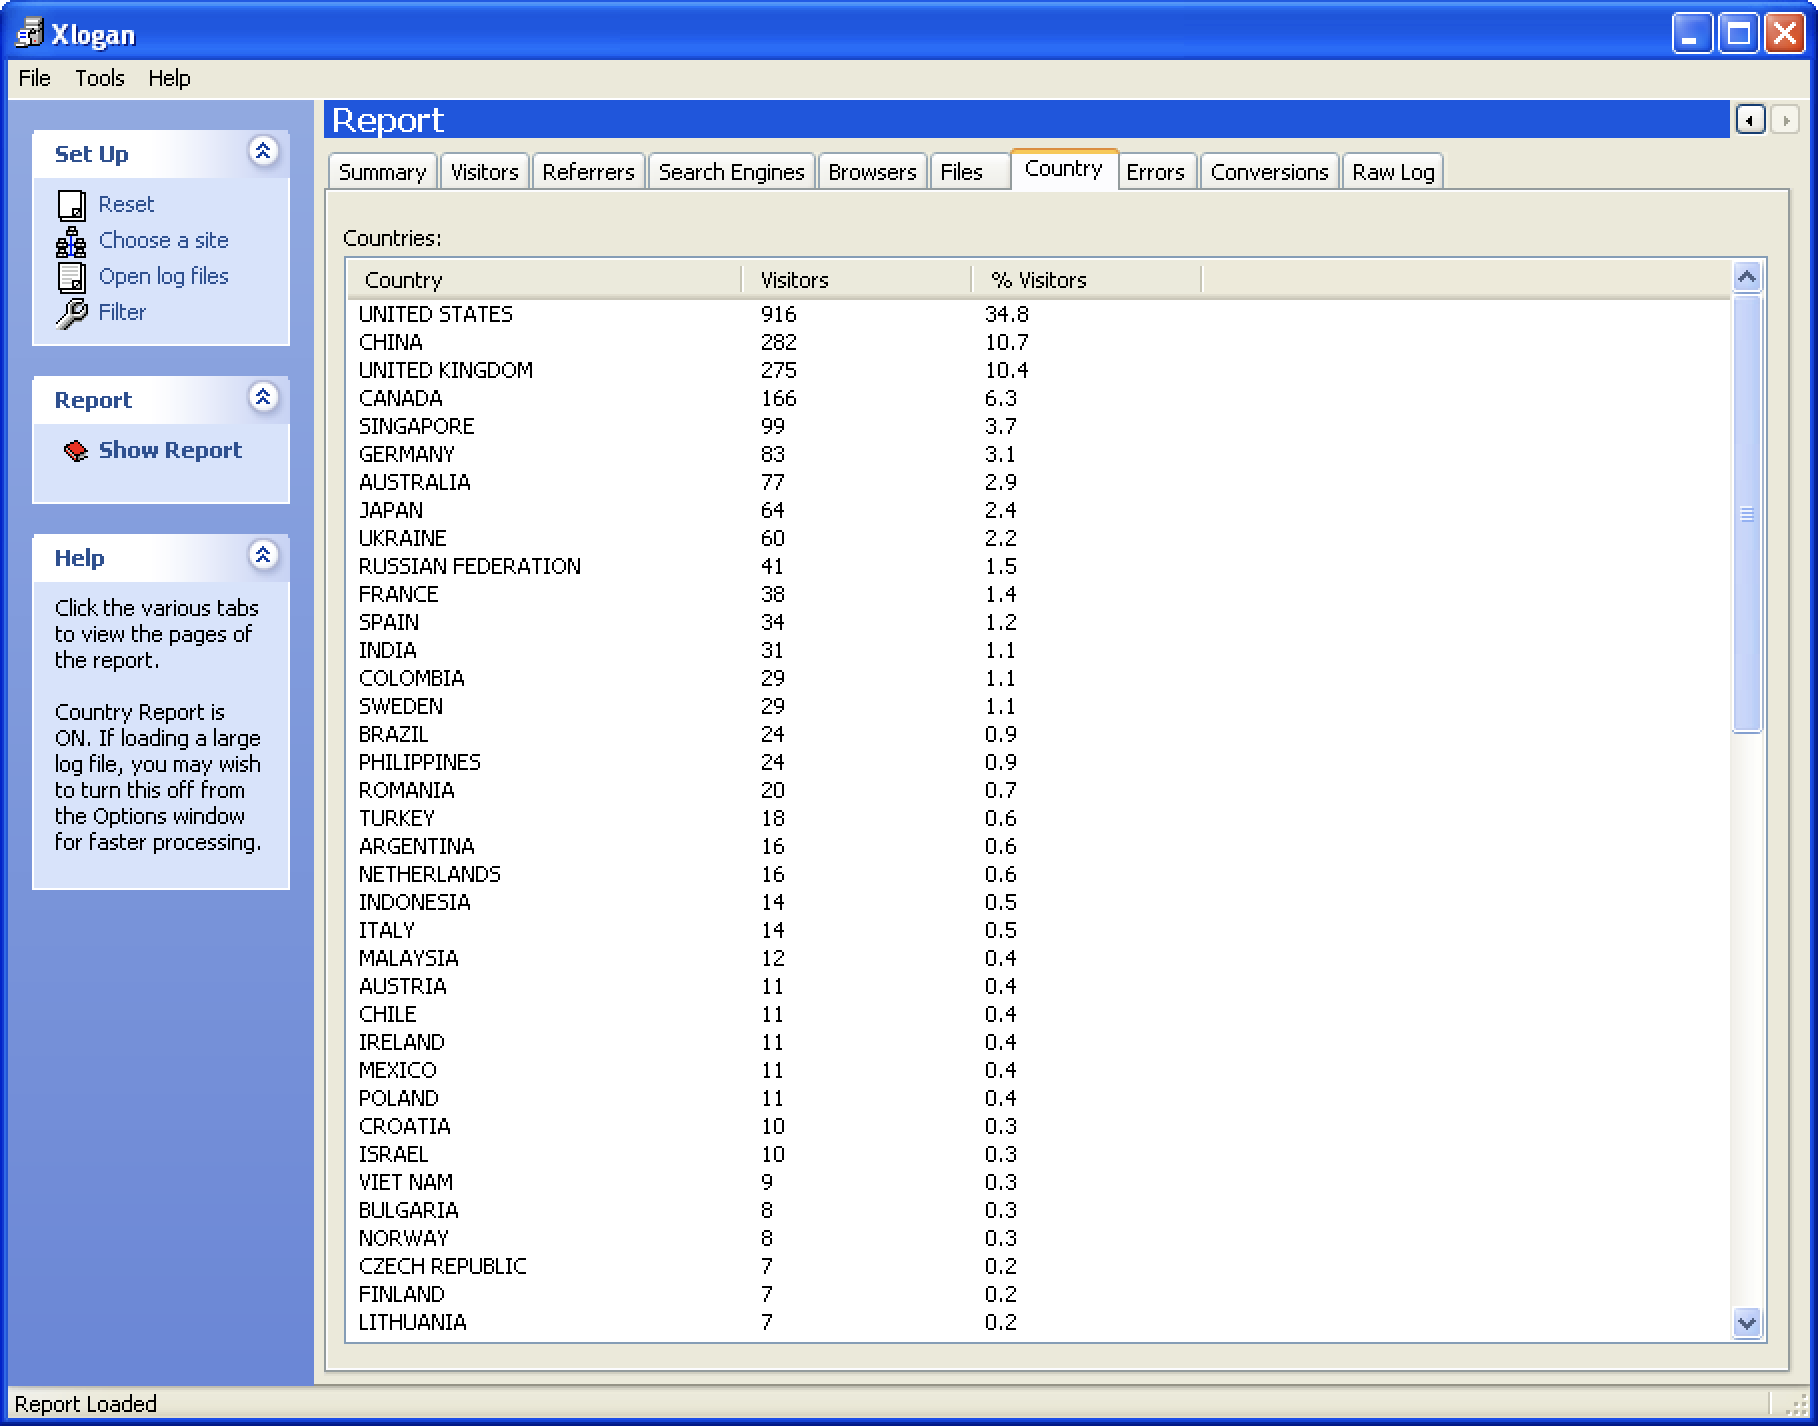 Xlogan
File Tools Help
Set Up
Reset
Choose a site
Open log files
Filter
Report
Show Report
Help
Click the various tabs
to view the pages of
the report.
Country Report is
ON. If loading a large
log file, you may wish
to turn this off from
the Options window
for faster processing.
Report
Summary Visitors Referrers Search Engines Browsers Files Country Errors Conversions Raw Log
Countries:
Country Visitors % Visitors
UNITED STATES 916 34.8
CHINA 282 10.7
UNITED KINGDOM 275 10.4
CANADA 166 6.3
SINGAPORE 99 3.7
GERMANY 83 3.1
AUSTRALIA 77 2.9
JAPAN 64 2.4
UKRAINE 60 2.2
RUSSIAN FEDERATION 41 1.5
FRANCE 38 1.4
SPAIN 34 1.2
INDIA 31 1.1
COLOMBIA 29 1.1
SWEDEN 29 1.1
BRAZIL 24 0.9
PHILIPPINES 24 0.9
ROMANIA 20 0.7
TURKEY 18 0.6
ARGENTINA 16 0.6
NETHERLANDS 16 0.6
INDONESIA 14 0.5
ITALY 14 0.5
MALAYSIA 12 0.4
AUSTRIA 11 0.4
CHILE 11 0.4
IRELAND 11 0.4
MEXICO 11 0.4
POLAND 11 0.4
CROATIA 10 0.3
ISRAEL 10 0.3
VIET NAM 9 0.3
BULGARIA 8 0.3
NORWAY 8 0.3
CZECH REPUBLIC 7 0.2
FINLAND 7 0.2
LITHUANIA 7 0.2
Report Loaded